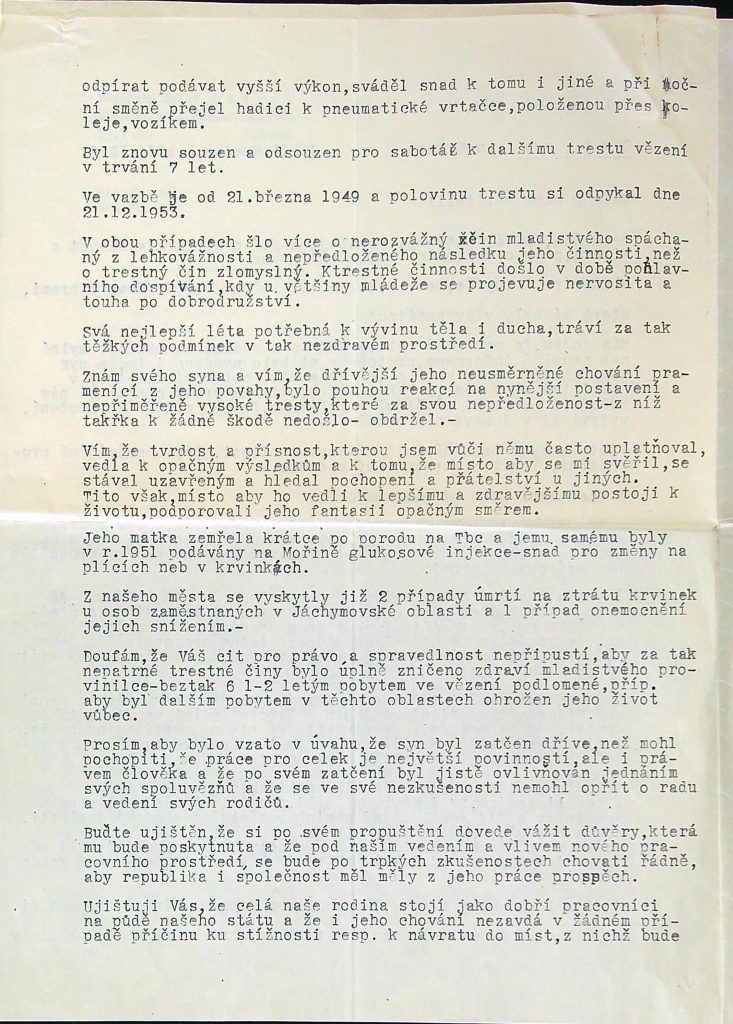 odpírat podávat vyšší výkon,sváděl snad k tomu i jiné a při noč-
ní směně přejel hadici k pneumatické vrtačce,položenou přes ko-
leje,vozíkem.
Byl znovu souzen a odsouzen pro sabotáž k dalšímu trestu vězení
v trvání 7 let.
Ve vazbě je od 21.března 1949 a polovinu trestu si odpykal dne
21.12.1953.
V obou případech šlo více o nerozvážný čin mladistvého spácha-
ný z lehkovážnosti a nepředloženého následku jeho činnosti,než
o trestný čin zlomyslný. Ktrestné činnosti došlo v době pohlav-
ního dospívání,kdy u většiny mládeže se projevuje nervosita a
touha po dobrodružství.
Svá nejlepší léta potřebná k vývinu těla i ducha,tráví za tak
těžkých podmínek v tak nezdravém prostředí.
Znám svého syna a vím,že dřívější jeho neusměrněné chování pra-
menící z jeho povahy,bylo pouhou reakcí na nynější postavení a
nepřiměřeně vysoké tresty,které za svou nepředloženost-z níž
takřka k žádné škodě nedošlo- obdržel.-
Vím,že tvrdost a přísnost,kterou jsem vůči němu často uplatňoval,
vedla k opačným výsledkům a k tomu,že místo aby se mi svěřil,se
stával uzavřeným a hledal pochopení a přátelství u jiných.
Tito však,místo aby ho vedli k lepšímu a zdravějšímu postoji k
životu,podporovali jeho fantasii opačným směrem.
Jeho matka zemřela krátce po porodu na Tbc a jemu samému byly
v r.1951 podávány na Mořině glukosové injekce-snad pro změny na
plících neb v krvinkách.
Z našeho města se vyskytly již 2 případy úmrtí na ztrátu krvinek
u osob zaměstnaných v Jáchymovské oblasti a 1 případ onemocnění
jejich snížením.-
Doufám,že Váš cit pro právo a spravedlnost nepřipustí,aby za tak
nepatrné trestné činy bylo úplně zničeno zdraví mladistvého pro-
vinilce-beztak 6 1-2 letým pobytem ve vězení podlomené,příp.
aby byl dalším pobytem v těchto oblastech ohrožen jeho život
vůbec.
Prosím,aby bylo vzato v úvahu,že syn byl zatčen dříve,než mohl
pochopiti,že práce pro celek je největší povinností,ale i prá-
vem člověka a že po svém zatčení byl jistě ovlivnován jednáním
svých spoluvězňů a že se ve své nezkušenosti nemohl opřít o radu
a vedení svých rodičů.
Buďte ujištěn,že si po svém propuštění dovede vážit důvěry,která
mu bude poskytnuta a že pod naším vedením a vlivem nového pra-
covního prostředí se bude po trpkých zkušenostech chovati řádně,
aby republika i společnost měl měly z jeho práce prospěch.
Ujištuji Vás,že celá naše rodina stojí jako dobří pracovníci
na půdě našeho státu a že i jeho chování nezavdá v žádném pří-
padě příčinu ku stížnosti resp. k návratu do míst,z nichž bude